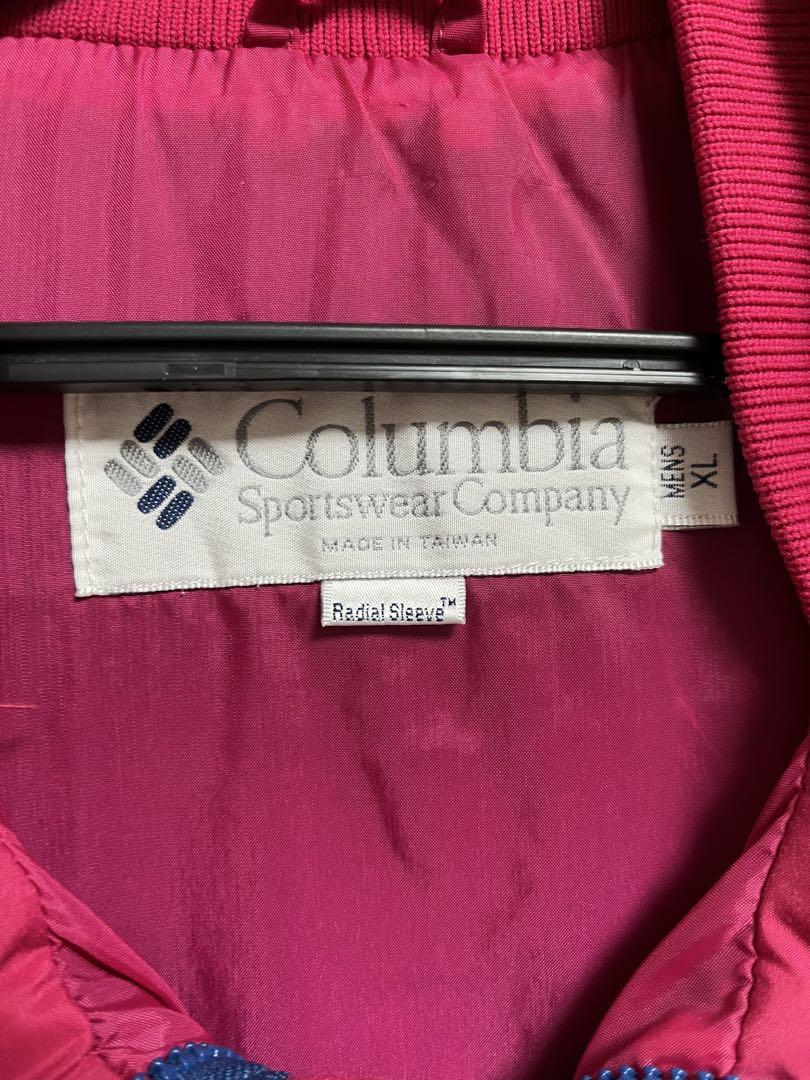 Columbia
Sportswear Company
MADE IN TAIWAN
MENS
XL
Radial Sleeve™